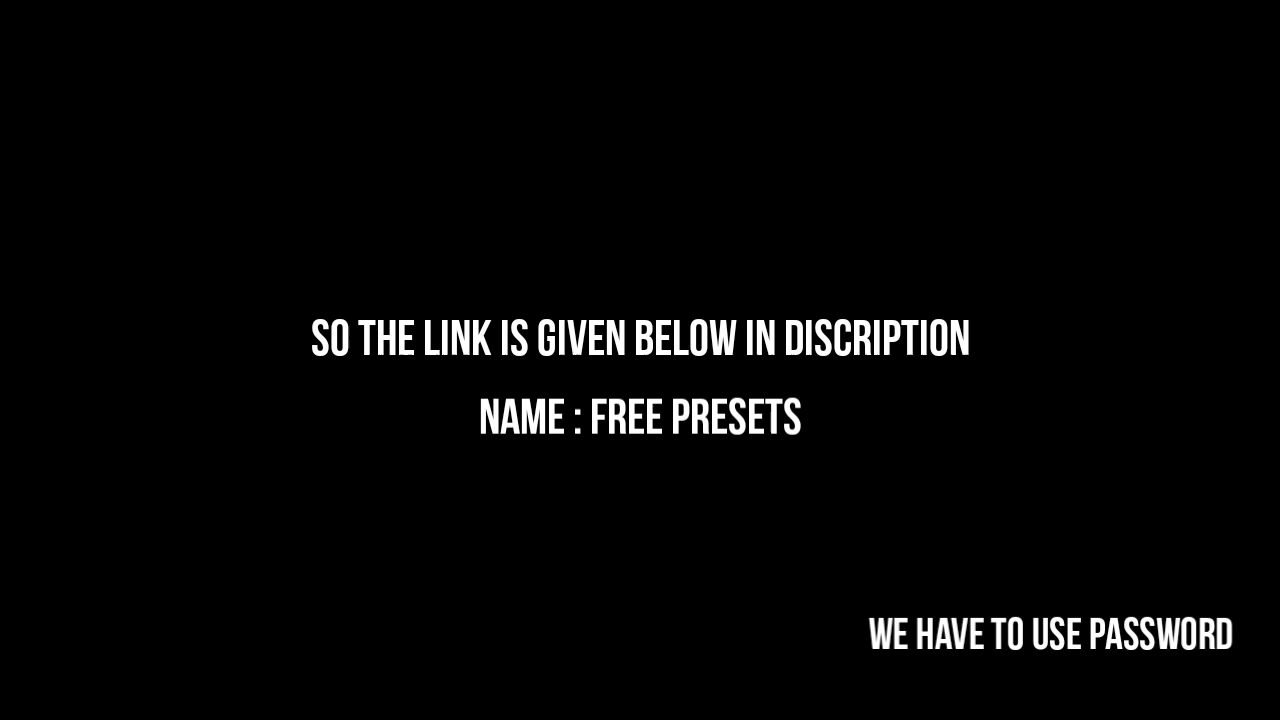 SO THE LINK IS GIVEN BELOW IN DISCRIPTION
NAME : FREE PRESETS
WE HAVE TO USE PASSWORD